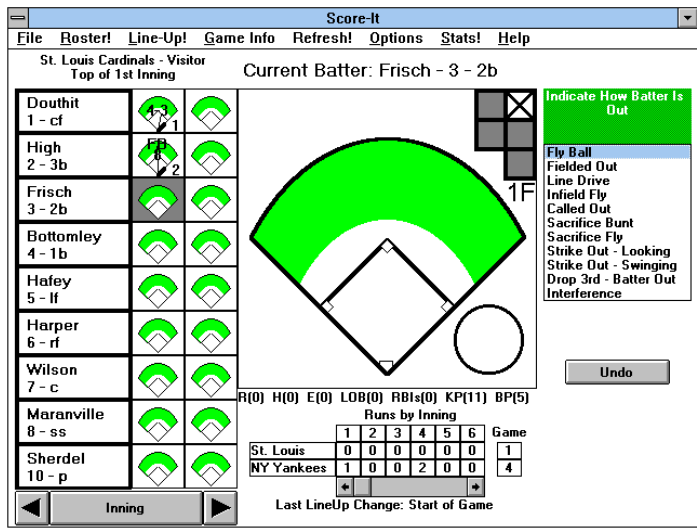 Score-It
File Roster! Line-Up! Game Info Refresh! Options Stats! Help
St. Louis Cardinals - Visitor
Top of 1st Inning
Current Batter: Frisch - 3 - 2b
Douthit
1 - cf
4-3
1
High
2 - 3b
FB
8
2
Frisch
3 - 2b
Bottomley
4 - 1b
Hafey
5 - lf
Harper
6 - rf
Wilson
7 - c
Maranville
8 - ss
Sherdel
10 - p
Inning
1F
Indicate How Batter Is
Out
Fly Ball
Fielded Out
Line Drive
Infield Fly
Called Out
Sacrifice Bunt
Sacrifice Fly
Strike Out - Looking
Strike Out - Swinging
Drop 3rd - Batter Out
Interference
Undo
R(0) H(0) E(0) LOB(0) RBIs(0) KP(11) BP(5)
Runs by Inning
1 2 3 4 5 6 Game
St. Louis 0 0 0 0 0 0 1
NY Yankees 1 0 0 2 0 0 4
Last LineUp Change: Start of Game